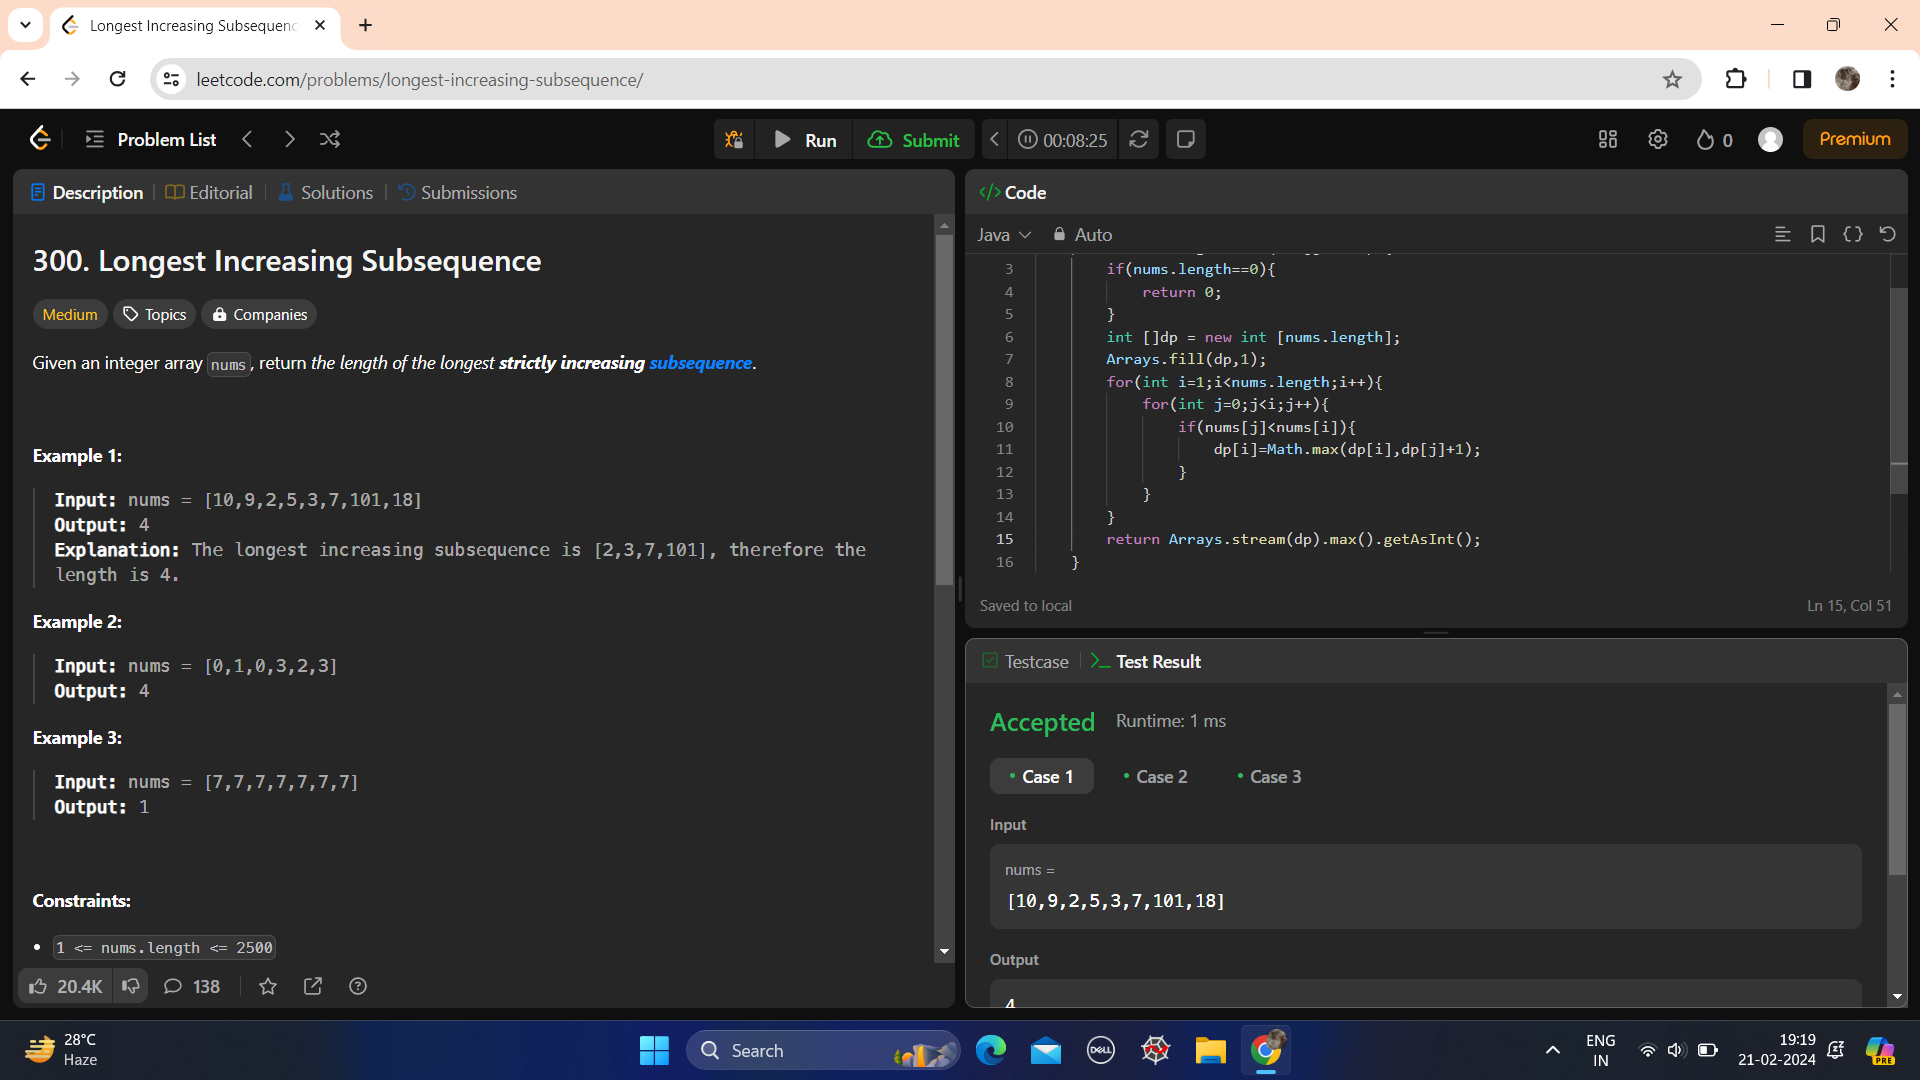 Longest Increasing Subsequenc
leetcode.com/problems/longest-increasing-subsequence/
Problem List
Run
Submit
00:08:25
0
Premium
Description
Editorial
Solutions
Submissions
300. Longest Increasing Subsequence
Medium
Topics
Companies
Given an integer array nums, return the length of the longest strictly increasing subsequence.
Example 1:
Input: nums = [10,9,2,5,3,7,101,18]
Output: 4
Explanation: The longest increasing subsequence is [2,3,7,101], therefore the
length is 4.
Example 2:
Input: nums = [0,1,0,3,2,3]
Output: 4
Example 3:
Input: nums = [7,7,7,7,7,7,7]
Output: 1
Constraints:
• 1 <= nums.length <= 2500
20.4K
138
</> Code
Java
Auto
3 if(nums.length==0){
4 return 0;
5 }
6 int []dp = new int [nums.length];
7 Arrays.fill(dp,1);
8 for(int i=1;i<nums.length;i++){
9 for(int j=0;j<i;j++){
10 if(nums[j]<nums[i]){
11 dp[i]=Math.max(dp[i],dp[j]+1);
12 }
13 }
14 }
15 return Arrays.stream(dp).max().getAsInt();
16 }
Saved to local
Ln 15, Col 51
Testcase
Test Result
Accepted
Runtime: 1 ms
• Case 1
• Case 2
• Case 3
Input
nums =
[10,9,2,5,3,7,101,18]
Output
4
28°C
Haze
Search
DELL
ENG
IN
19:19
21-02-2024
PRE